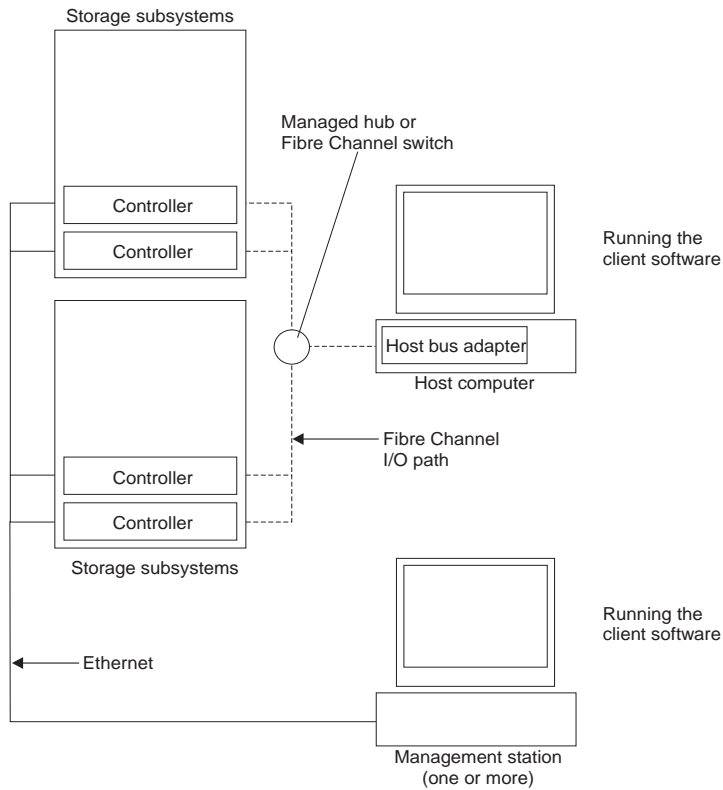 Storage subsystems
Managed hub or
Fibre Channel switch
Controller
Controller
Running the
client software
Host bus adapter
Host computer
Fibre Channel
I/O path
Controller
Controller
Storage subsystems
Running the
client software
Ethernet
Management station
(one or more)